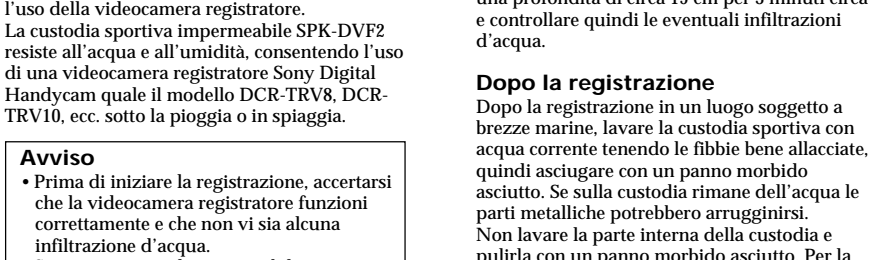 l'uso della videocamera registratore.
La custodia sportiva impermeabile SPK-DVF2
resiste all'acqua e all'umidità, consentendo l'uso
di una videocamera registratore Sony Digital
Handycam quale il modello DCR-TRV8, DCR-
TRV10, ecc. sotto la pioggia o in spiaggia.
Avviso
• Prima di iniziare la registrazione, accertarsi
che la videocamera registratore funzioni
correttamente e che non vi sia alcuna
infiltrazione d'acqua.
una profondità di circa 15 cm per 3 minuti circa
e controllare quindi le eventuali infiltrazioni
d'acqua.
Dopo la registrazione
Dopo la registrazione in un luogo soggetto a
brezze marine, lavare la custodia sportiva con
acqua corrente tenendo le fibbie bene allacciate,
quindi asciugare con un panno morbido
asciutto. Se sulla custodia rimane dell'acqua le
parti metalliche potrebbero arrugginirsi.
Non lavare la parte interna della custodia e
pulirla con un panno morbido asciutto. Per la